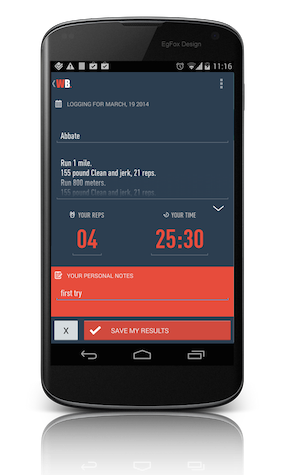 EgFox Design
11:16
WB
LOGGING FOR MARCH, 19 2014
Abbate
Run 1 mile.
155 pound Clean and jerk, 21 reps.
Run 800 meters.
155 pound Clean and jerk, 21 reps.
YOUR REPS
YOUR TIME
04
25:30
YOUR PERSONAL NOTES
first try
X
SAVE MY RESULTS